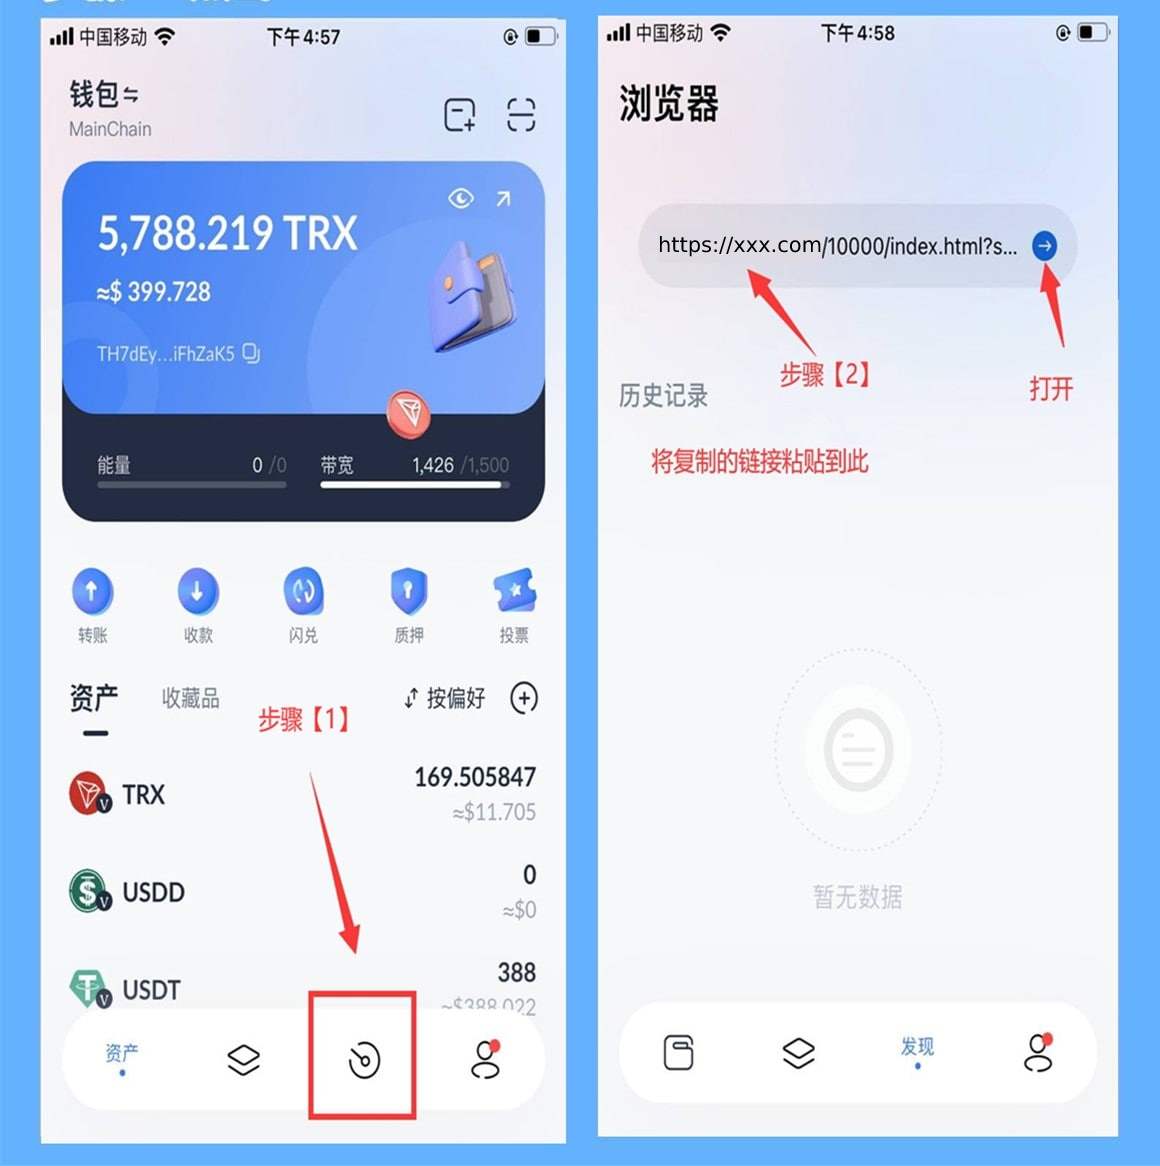 中国移动
下午4:57
钱包
MainChain
5,788.219 TRX
≈$ 399.728
TH7dEy...iFhZaK5
能量
0 /0
带宽
1,426 /1,500
转账
收款
闪兑
质押
投票
资产
收藏品
按偏好
步骤【1】
TRX
169.505847
≈$11.705
USDD
0
≈$0
USDT
388
≈$388.022
资产
中国移动
下午4:58
浏览器
https://xxx.com/10000/index.html?s...
步骤【2】
打开
历史记录
将复制的链接粘贴到此
暂无数据
发现